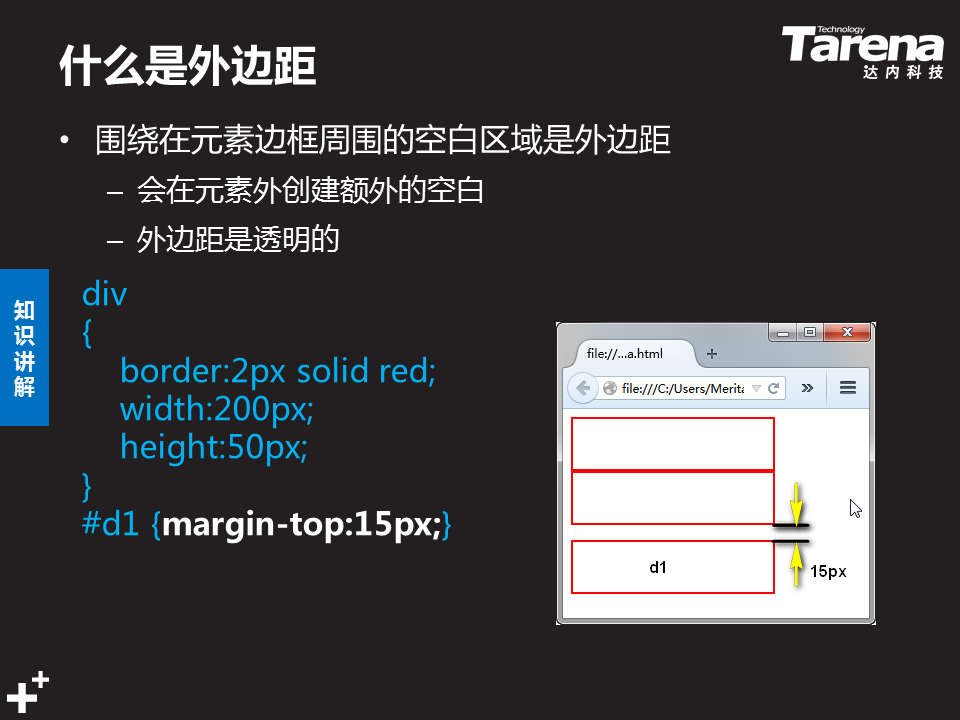 什么是外边距
Technology
Tarena
达内科技
• 围绕在元素边框周围的空白区域是外边距
– 会在元素外创建额外的空白
– 外边距是透明的
知识讲解
div
{
border:2px solid red;
width:200px;
height:50px;
}
#d1 {margin-top:15px;}
file://...a.html
file:///C:/Users/Merita
d1
15px